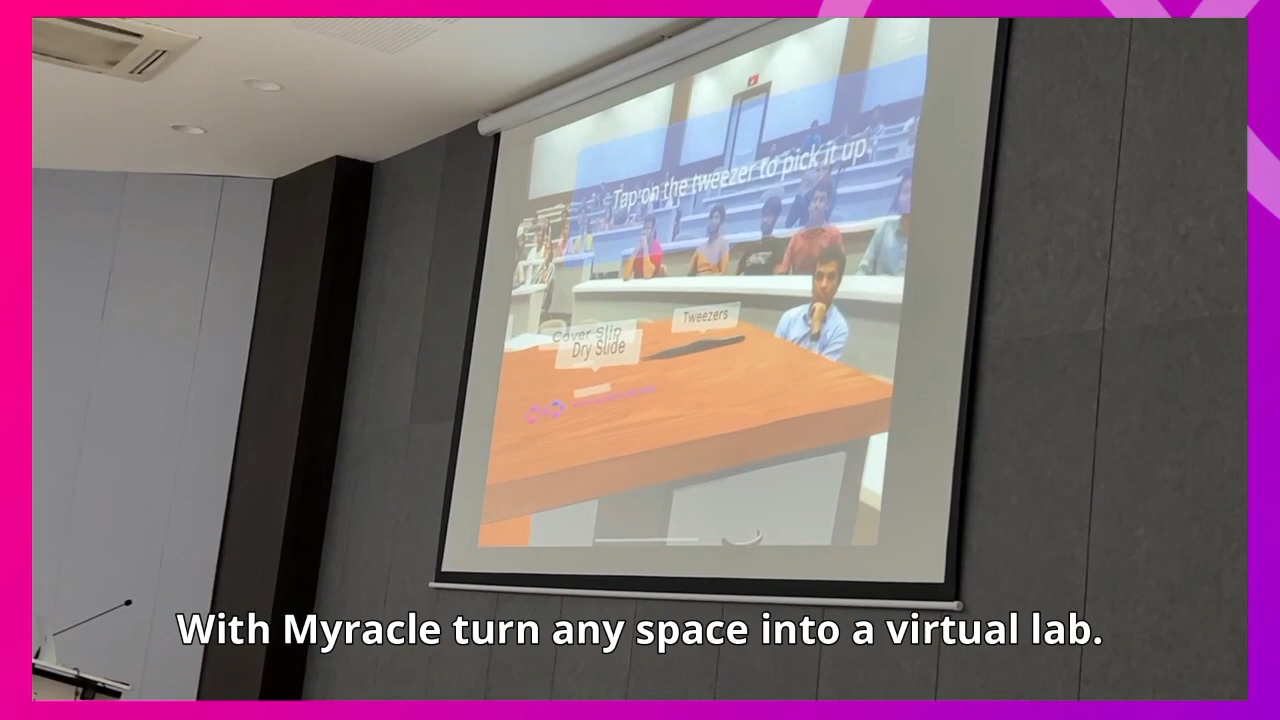 Tap on the tweezer to pick it up.
Tweezers
Cover Slip
Dry Slide
With Myracle turn any space into a virtual lab.